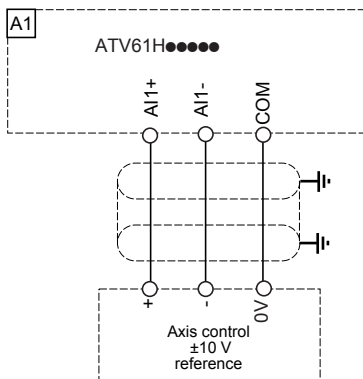 A1
ATV61H●●●●●
AI1+
AI1-
COM
+
-
0V
Axis control
±10 V
reference